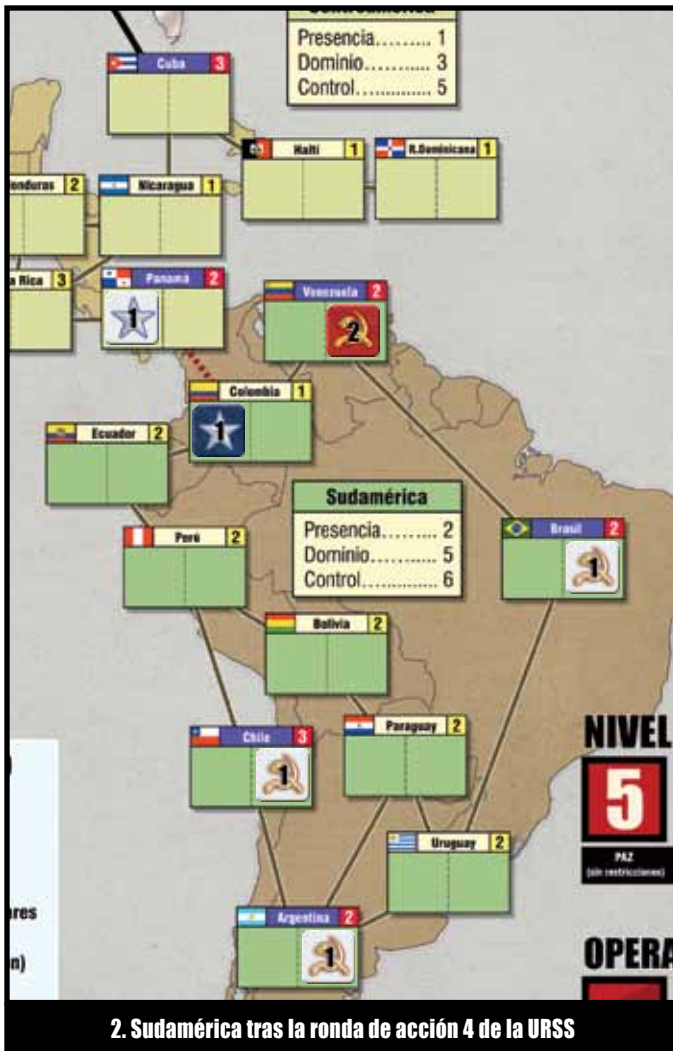 Centroamérica
Presencia......... 1
Dominio.......... 3
Control............ 5
Cuba 3
Haití 1
R.Dominicana 1
enduras 2
Nicaragua 1
a Rica 3
Panamá 2
1
Venezuela 2
2
Colombia 1
1
Ecuador 2
Sudamérica
Presencia......... 2
Dominio.......... 5
Control............ 6
Perú 2
Brasil 2
1
Bolivia 2
Chile 3
1
Paraguay 2
NIVEL
5
PAZ
(sin restricciones)
Uruguay 2
ares
n)
Argentina 2
1
OPERA
2. Sudamérica tras la ronda de acción 4 de la URSS